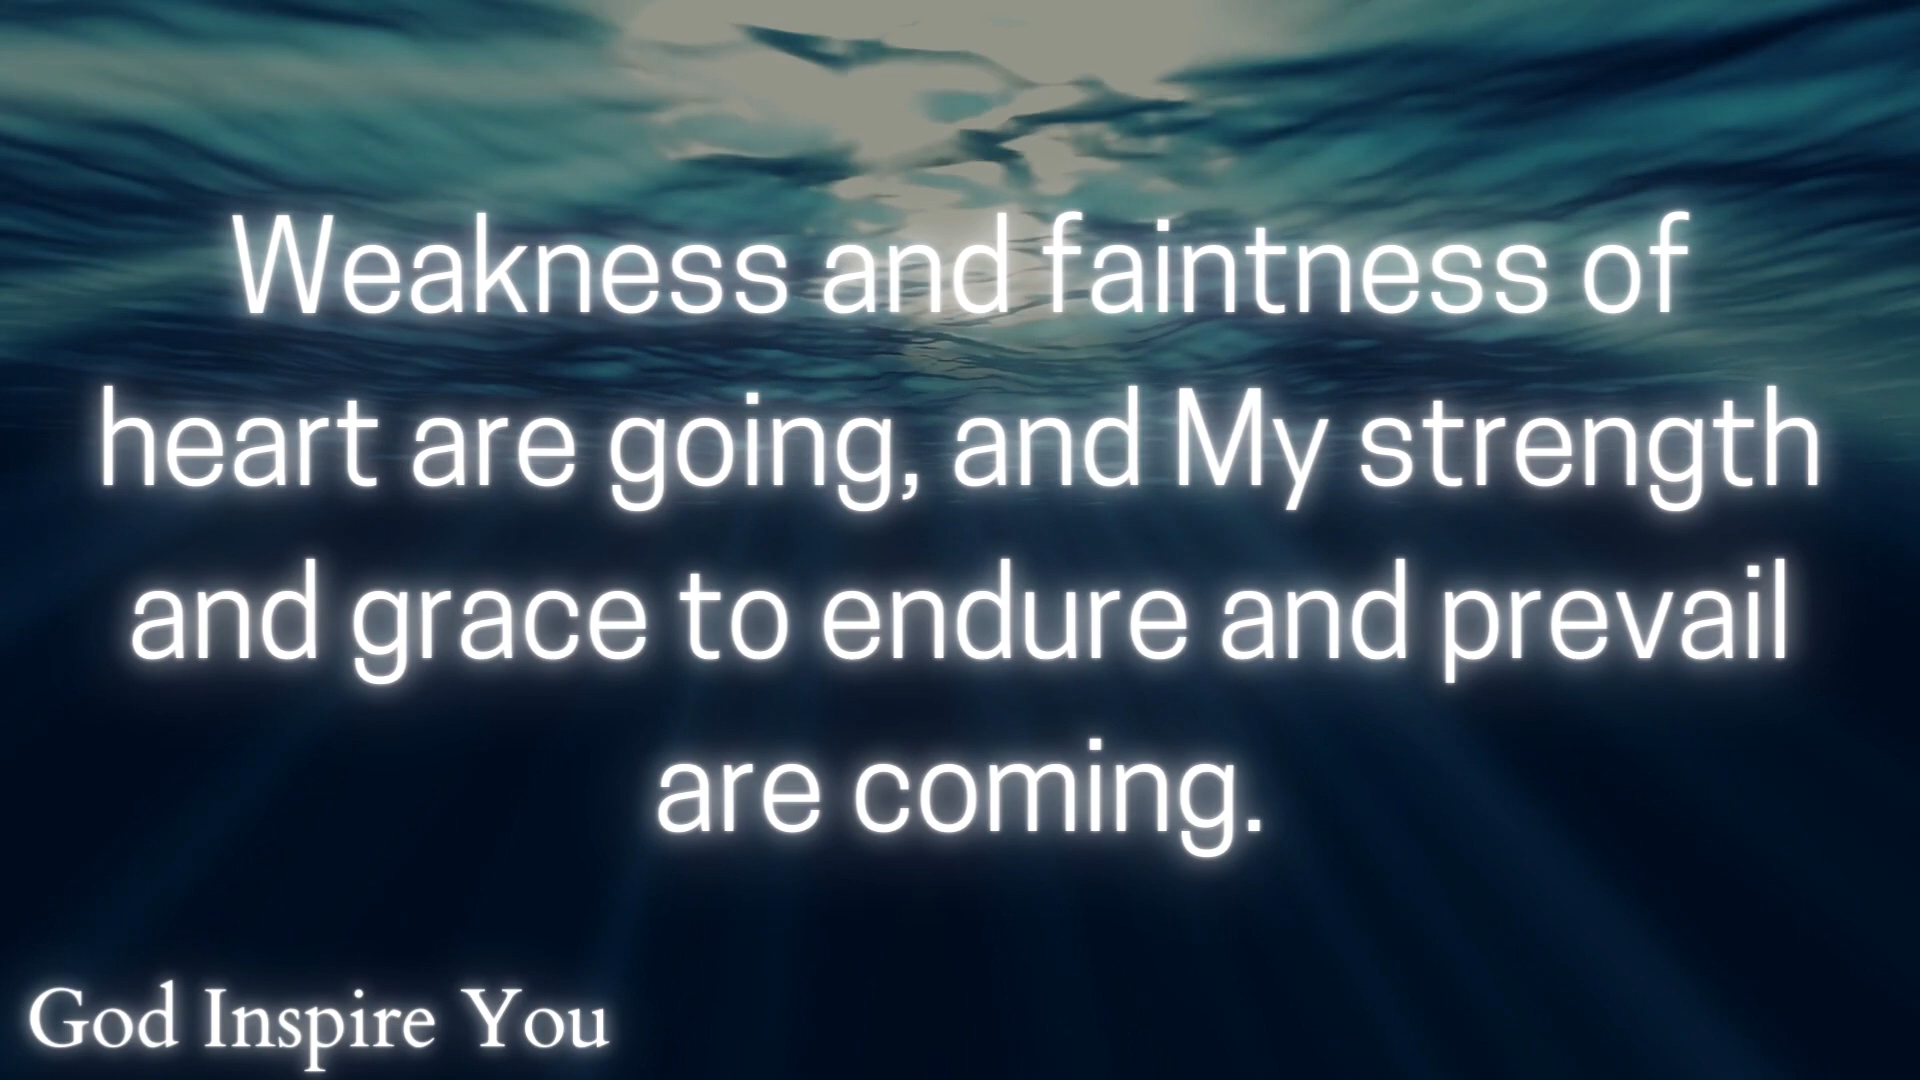 Weakness and faintness of
heart are going, and My strength
and grace to endure and prevail
are coming.
God Inspire You